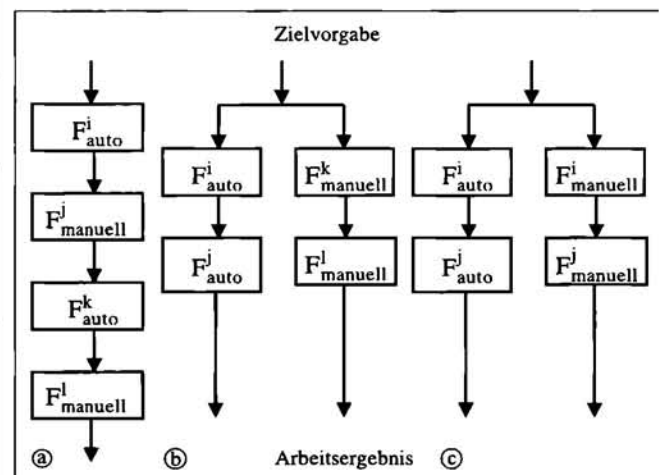 Zielvorgabe
F^i_auto
F^j_manuell
F^k_auto
F^l_manuell
F^i_auto
F^k_manuell
F^j_auto
F^l_manuell
F^i_auto
F^i_manuell
F^j_auto
F^j_manuell
ⓐ ⓑ Arbeitsergebnis ⓒ